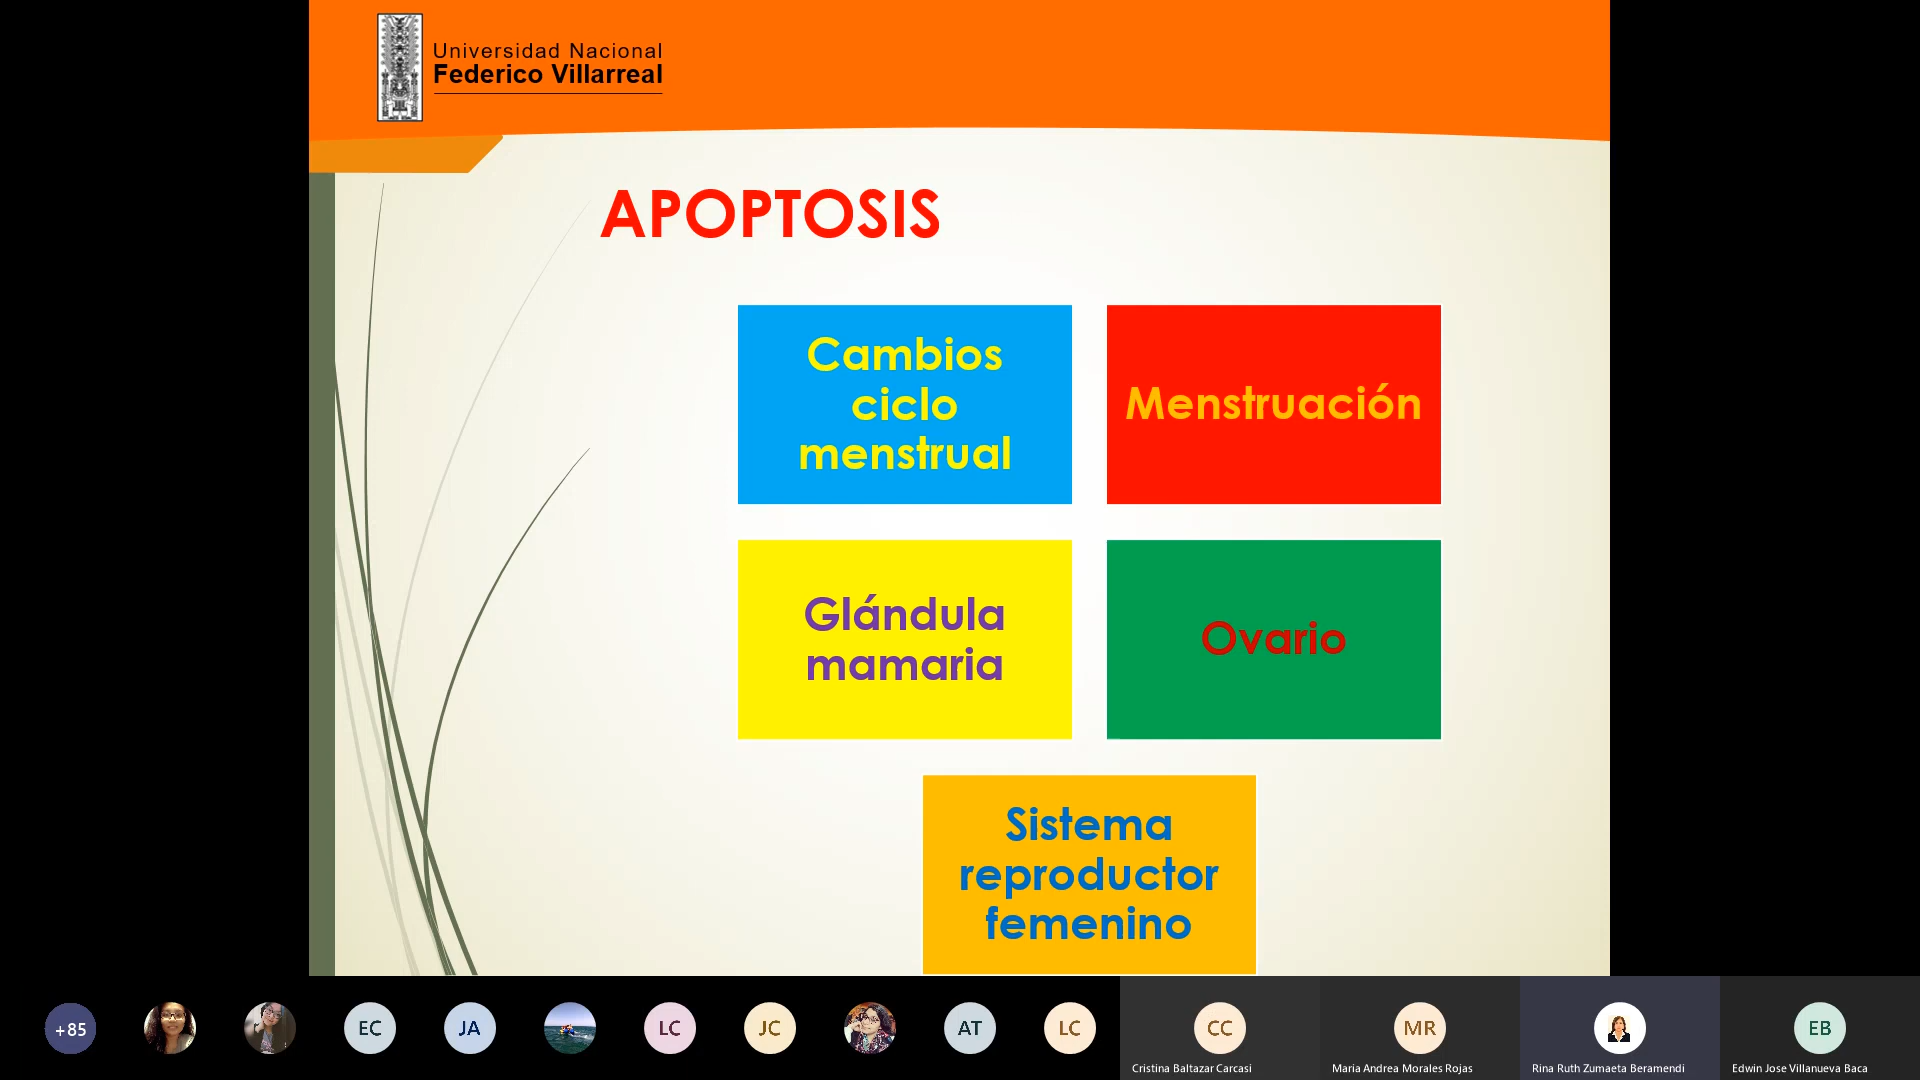 Universidad Nacional
Federico Villarreal
APOPTOSIS
Cambios
ciclo
menstrual
Menstruación
Glándula
mamaria
Ovario
Sistema
reproductor
femenino
+85
EC
JA
LC
JC
AT
LC
CC
MR
EB
Cristina Baltazar Carcasi
Maria Andrea Morales Rojas
Rina Ruth Zumaeta Beramendi
Edwin Jose Villanueva Baca